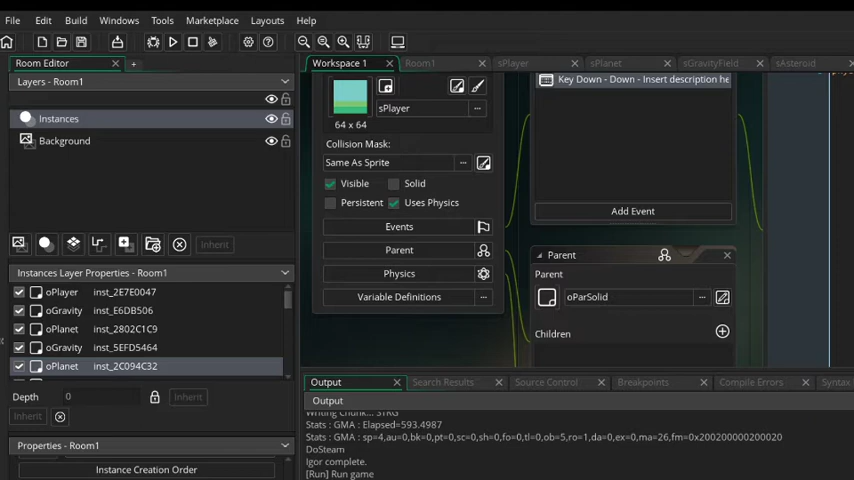 File Edit Build Windows Tools Marketplace Layouts Help
Room Editor Workspace 1 Room1 sPlayer sPlanet sGravityField sAsteroid
Layers - Room1
Key Down - Down - Insert description he
sPlayer
Instances
64 x 64
Background
Collision Mask:
Same As Sprite
Visible Solid
Persistent Uses Physics
Add Event
Events
Inherit
Parent
Parent
Instances Layer Properties - Room1
Physics
Parent
oPlayer inst_2E7E0047
Variable Definitions
oParSolid
oGravity inst_E6DB506
oPlanet inst_2802C1C9
Children
oGravity inst_5EFD5464
oPlanet inst_2C094C32
Output Search Results Source Control Breakpoints Compile Errors Syntax
Depth 0 Inherit
Output
Inherit
Writing Chunk... STRG
Stats : GMA : Elapsed=593.4987
Stats : GMA : sp=4,au=0,bk=0,pt=0,sc=0,sh=0,fo=0,tl=0,ob=5,ro=1,da=0,ex=0,ma=26,fm=0x200200000200020
Properties - Room1
DoSteam
Igor complete.
Instance Creation Order
[Run] Run game